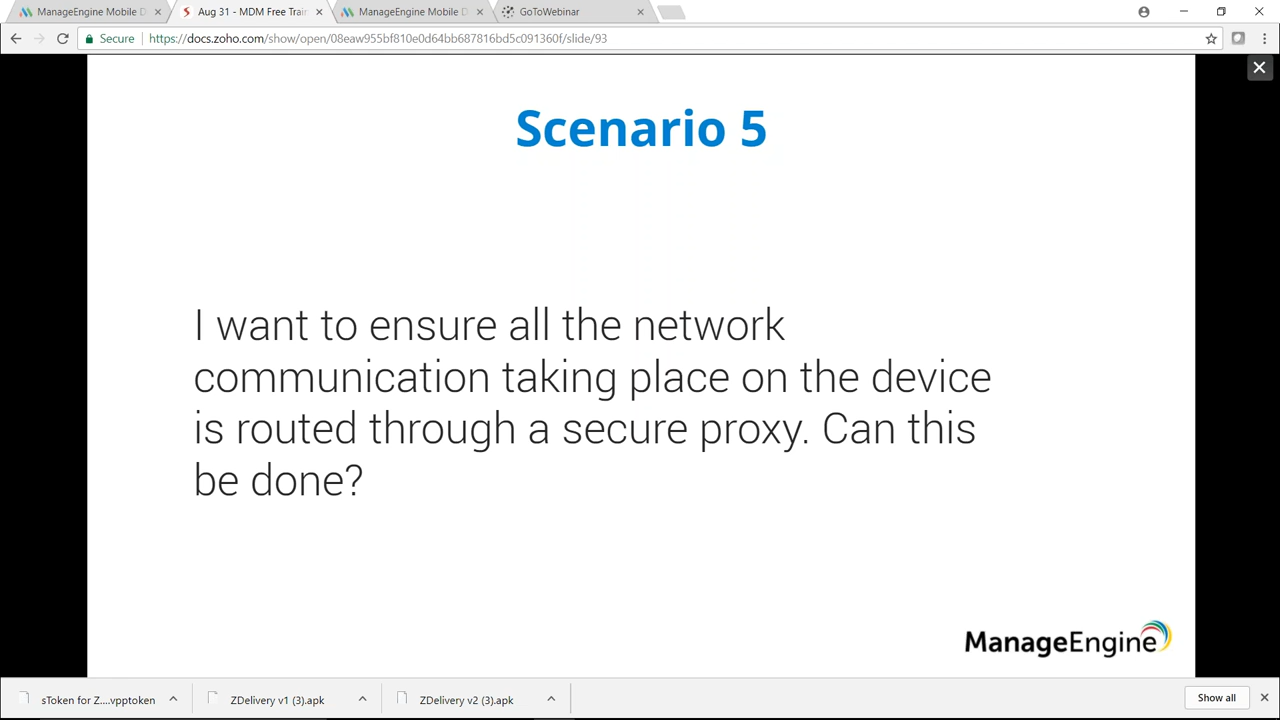 ManageEngine Mobile D
Aug 31 - MDM Free Train
ManageEngine Mobile D
GoToWebinar
Secure
https://docs.zoho.com/show/open/08eaw955bf810e0d64bb687816bd5c091360f/slide/93
Scenario 5
I want to ensure all the network
communication taking place on the device
is routed through a secure proxy. Can this
be done?
ManageEngine
sToken for Z....vpptoken
ZDelivery v1 (3).apk
ZDelivery v2 (3).apk
Show all